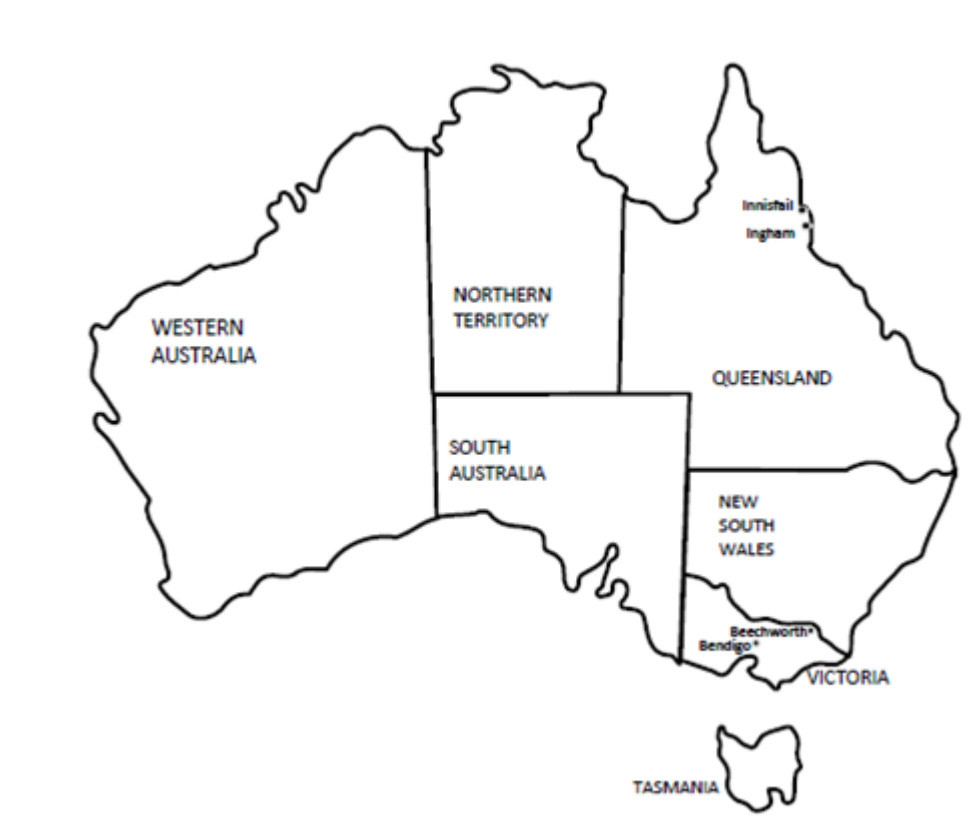 Innisfail
Ingham
NORTHERN
TERRITORY
WESTERN
AUSTRALIA
QUEENSLAND
SOUTH
AUSTRALIA
NEW
SOUTH
WALES
Beechworth
Bendigo
VICTORIA
TASMANIA